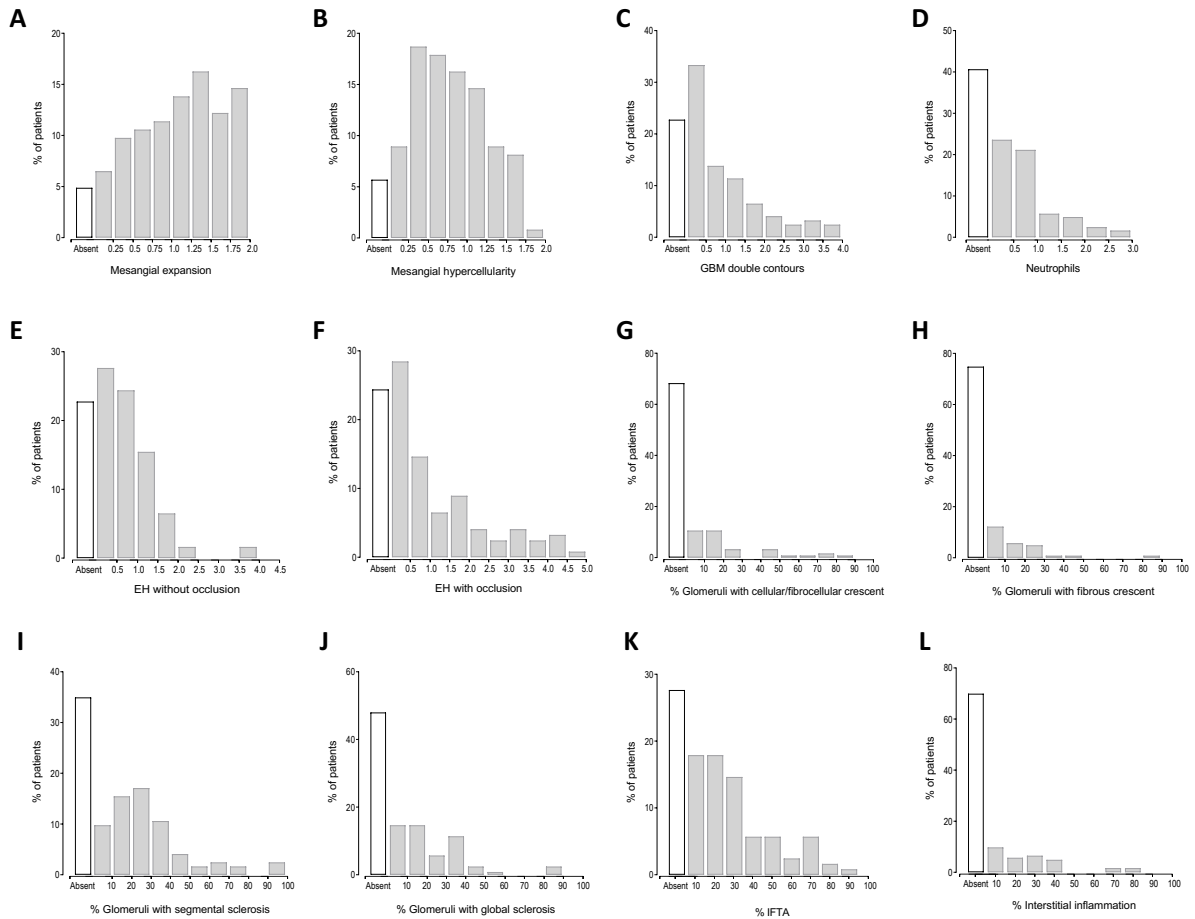 A
% of patients
20
15
10
5
0
Absent 0.25 0.5 0.75 1.0 1.25 1.5 1.75 2.0
Mesangial expansion
B
% of patients
20
15
10
5
0
Absent 0.25 0.5 0.75 1.0 1.25 1.5 1.75 2.0
Mesangial hypercellularity
C
% of patients
40
30
20
10
0
Absent 0.5 1.0 1.5 2.0 2.5 3.0 3.5 4.0
GBM double contours
D
% of patients
50
40
30
20
10
0
Absent 0.5 1.0 1.5 2.0 2.5 3.0
Neutrophils
E
% of patients
30
20
10
0
Absent 0.5 1.0 1.5 2.0 2.5 3.0 3.5 4.0 4.5
EH without occlusion
F
% of patients
30
20
10
0
Absent 0.5 1.0 1.5 2.0 2.5 3.0 3.5 4.0 4.5 5.0
EH with occlusion
G
% of patients
80
60
40
20
0
Absent 10 20 30 40 50 60 70 80 90 100
% Glomeruli with cellular/fibrocellular crescent
H
% of patients
80
60
40
20
0
Absent 10 20 30 40 50 60 70 80 90 100
% Glomeruli with fibrous crescent
I
% of patients
40
30
20
10
0
Absent 10 20 30 40 50 60 70 80 90 100
% Glomeruli with segmental sclerosis
J
% of patients
60
40
20
0
Absent 10 20 30 40 50 60 70 80 90 100
% Glomeruli with global sclerosis
K
% of patients
30
20
10
0
Absent 10 20 30 40 50 60 70 80 90 100
% IFTA
L
% of patients
80
60
40
20
0
Absent 10 20 30 40 50 60 70 80 90 100
% Interstitial inflammation